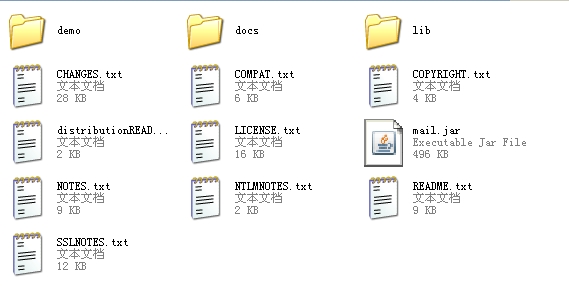 demo
docs
lib
CHANGES.txt
文本文档
28 KB
COMPAT.txt
文本文档
6 KB
COPYRIGHT.txt
文本文档
4 KB
distributionREAD...
文本文档
2 KB
LICENSE.txt
文本文档
16 KB
mail.jar
Executable Jar File
496 KB
NOTES.txt
文本文档
9 KB
NTLMNOTES.txt
文本文档
2 KB
README.txt
文本文档
9 KB
SSLNOTES.txt
文本文档
12 KB